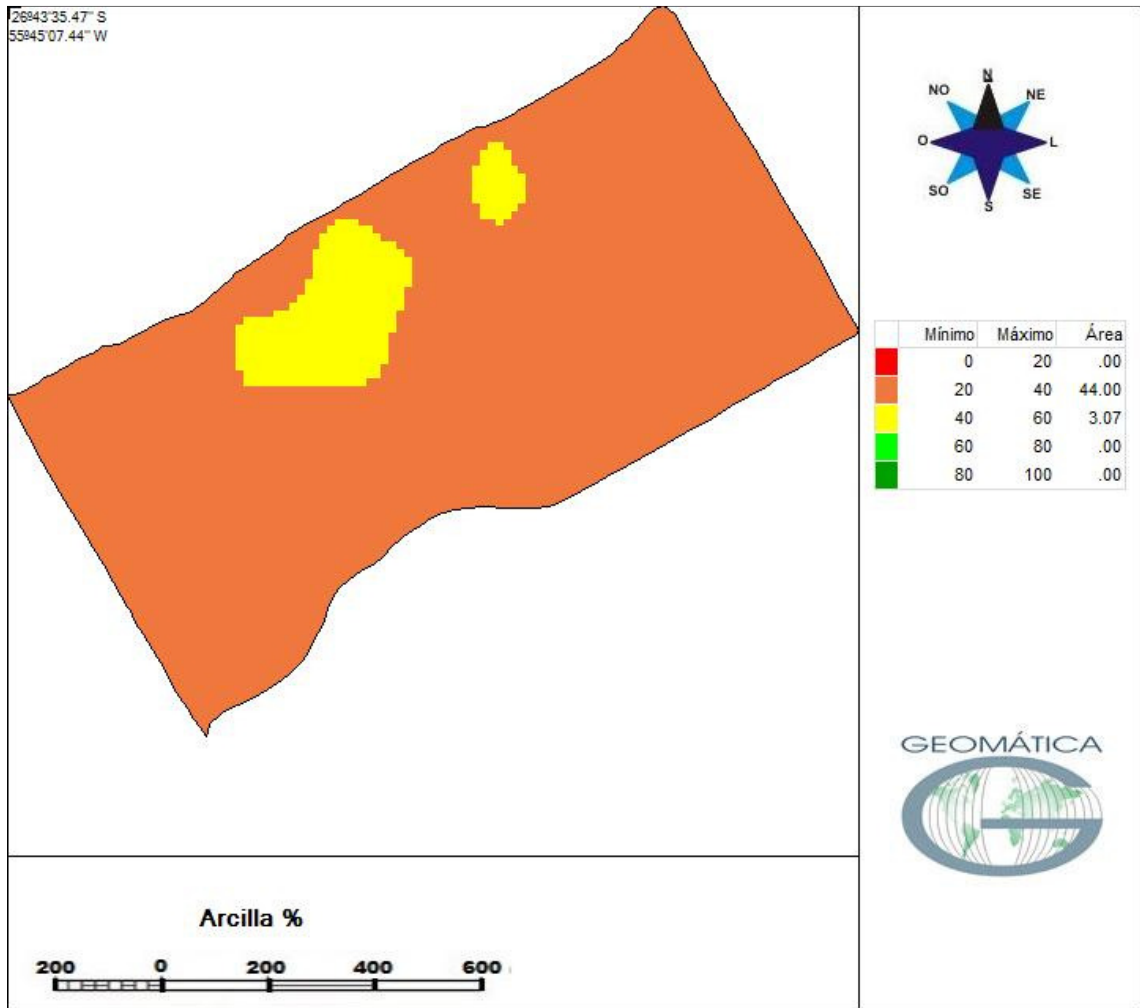 26º43'35.47" S
55º45'07.44" W
N
NO
NE
O
L
SO
SE
S
Mínimo Máximo Área
0 20 .00
20 40 44.00
40 60 3.07
60 80 .00
80 100 .00
GEOMÁTICA
G
Arcilla %
200 0 200 400 600